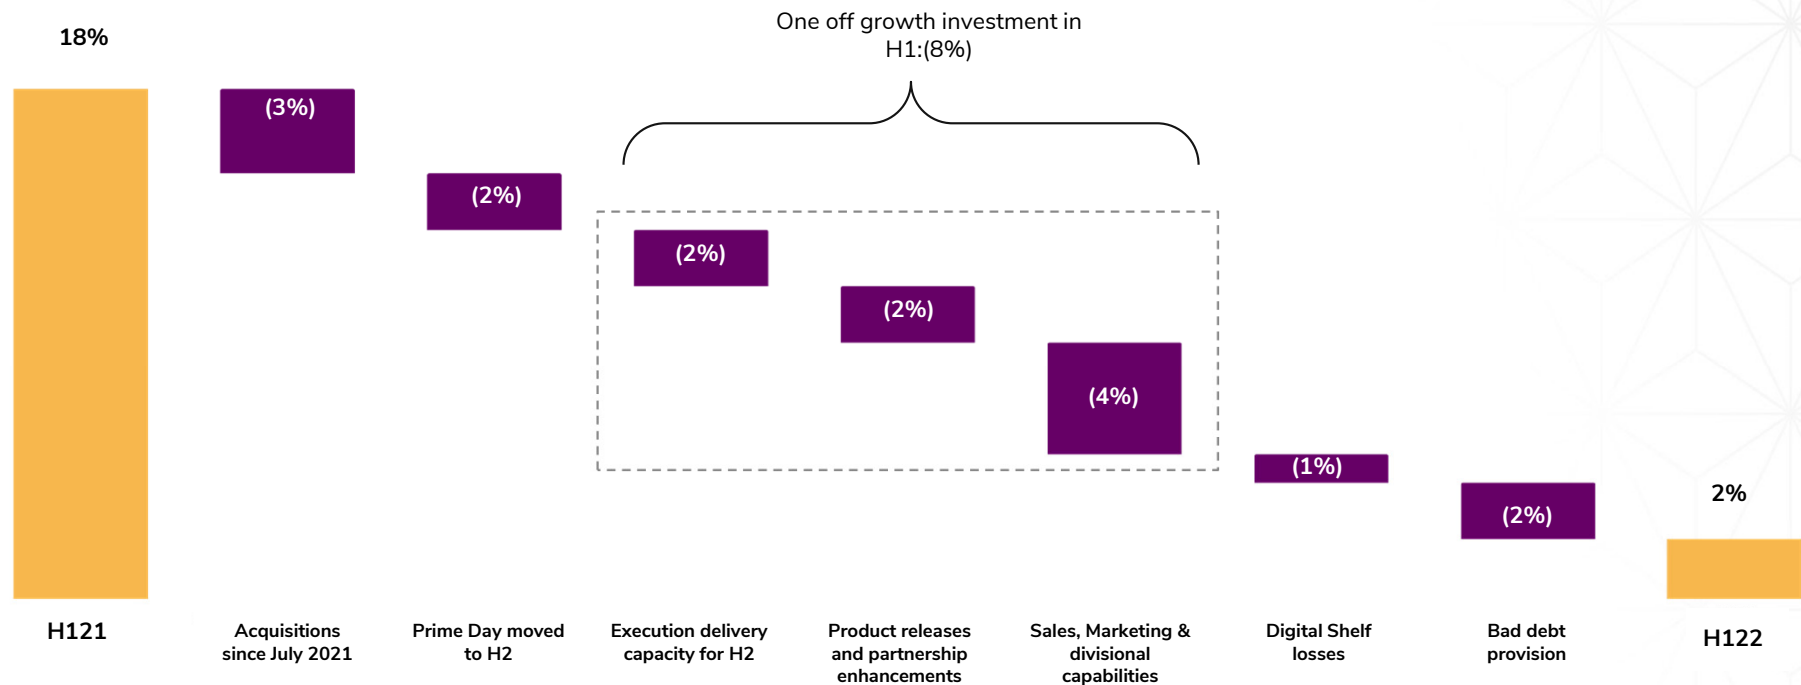 One off growth investment in
H1:(8%)
18%
(3%)
(2%)
(2%)
(2%)
(4%)
(1%)
(2%)
2%
H121
Acquisitions
since July 2021
Prime Day moved
to H2
Execution delivery
capacity for H2
Product releases
and partnership
enhancements
Sales, Marketing &
divisional
capabilities
Digital Shelf
losses
Bad debt
provision
H122